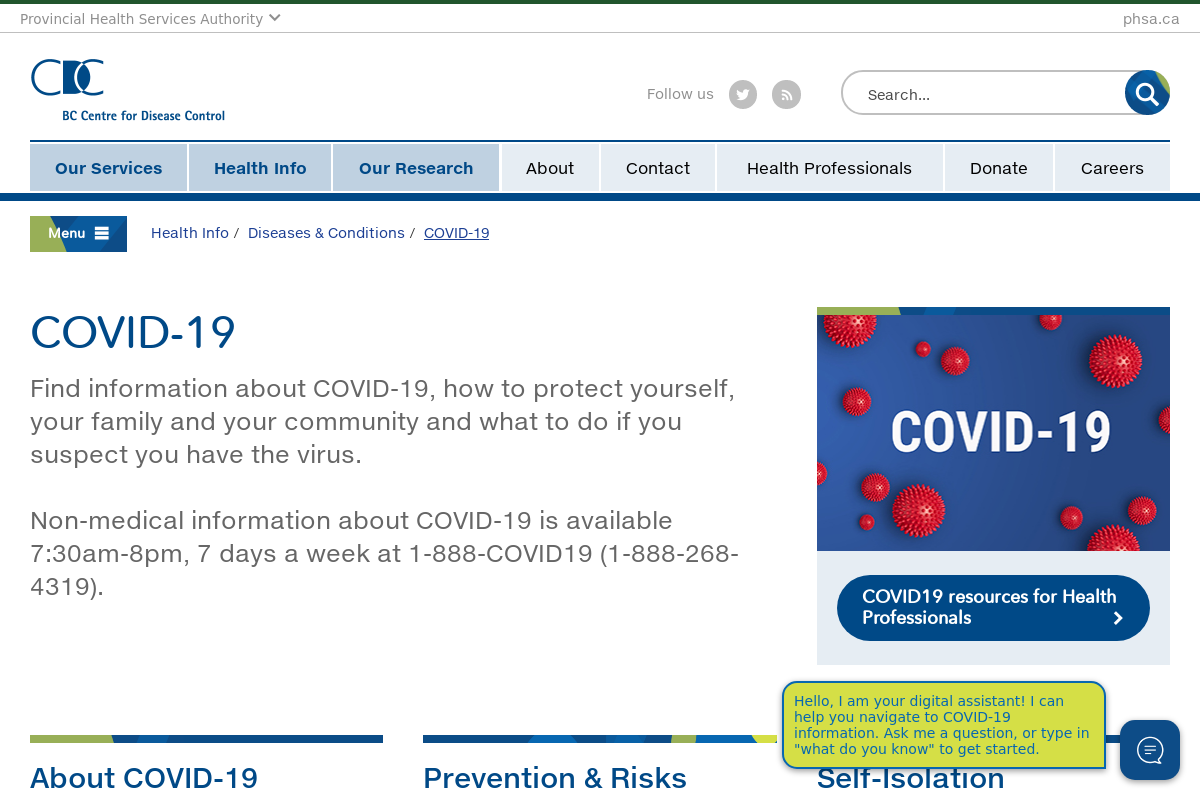 Provincial Health Services Authority
phsa.ca
CDC
BC Centre for Disease Control
Follow us
Search...
Our Services
Health Info
Our Research
About
Contact
Health Professionals
Donate
Careers
Menu
Health Info / Diseases & Conditions / COVID-19
COVID-19
Find information about COVID-19, how to protect yourself,
your family and your community and what to do if you
suspect you have the virus.
Non-medical information about COVID-19 is available
7:30am-8pm, 7 days a week at 1-888-COVID19 (1-888-268-
4319).
COVID-19
COVID19 resources for Health
Professionals
Hello, I am your digital assistant! I can
help you navigate to COVID-19
information. Ask me a question, or type in
"what do you know" to get started.
About COVID-19
Prevention & Risks
Self-Isolation